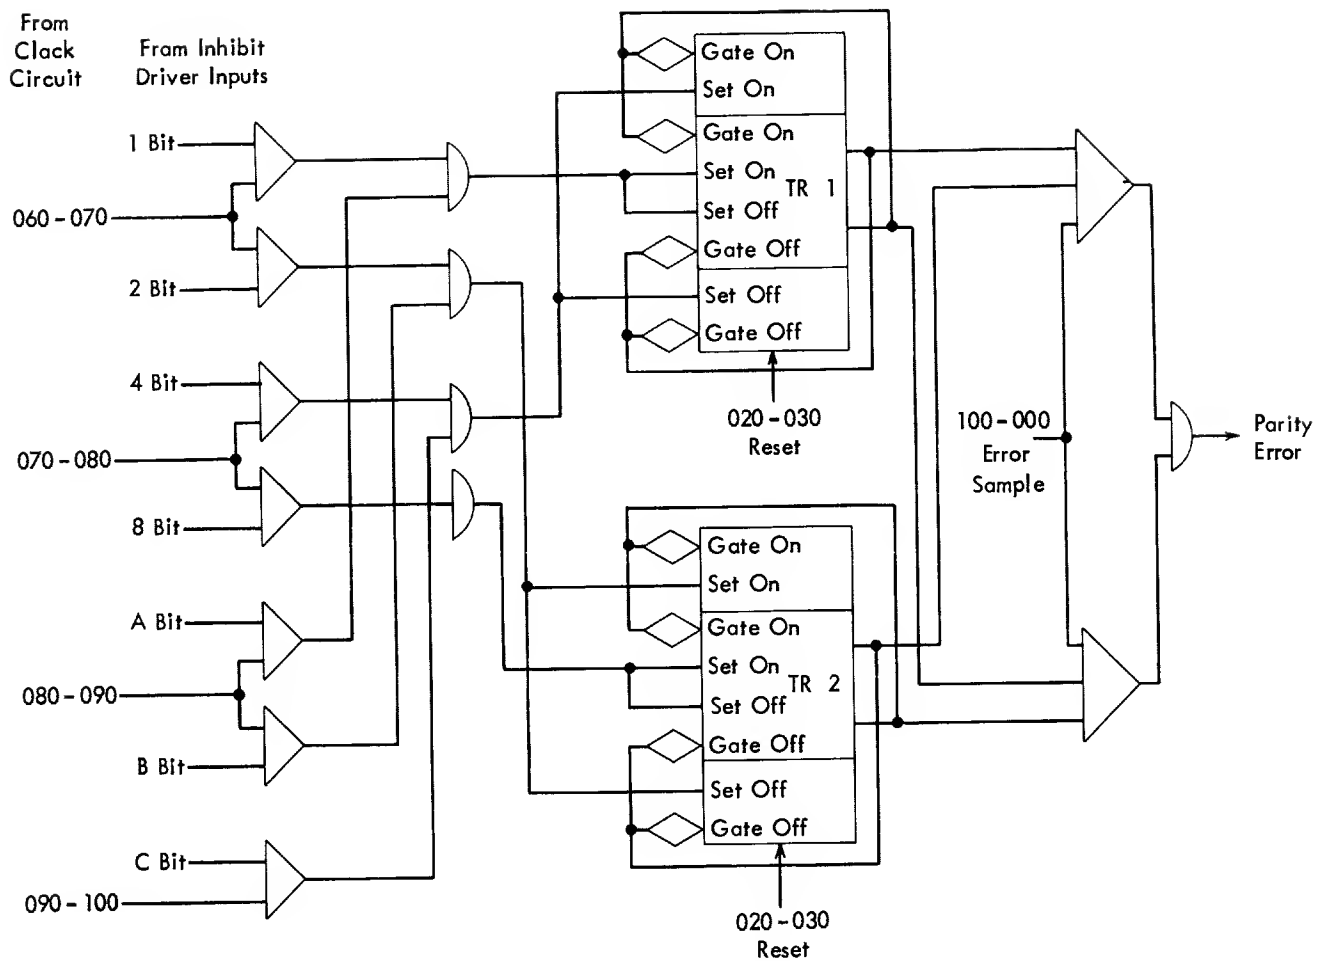 From
Clack
Circuit
Fram Inhibit
Driver Inputs
1 Bit
060-070
2 Bit
4 Bit
070-080
8 Bit
A Bit
080-090
B Bit
C Bit
090-100
Gate On
Set On
Gate On
Set On
TR 1
Set Off
Gate Off
Set Off
Gate Off
020-030
Reset
100-000
Error
Sample
Parity
Error
Gate On
Set On
Gate On
Set On
TR 2
Set Off
Gate Off
Set Off
Gate Off
020-030
Reset